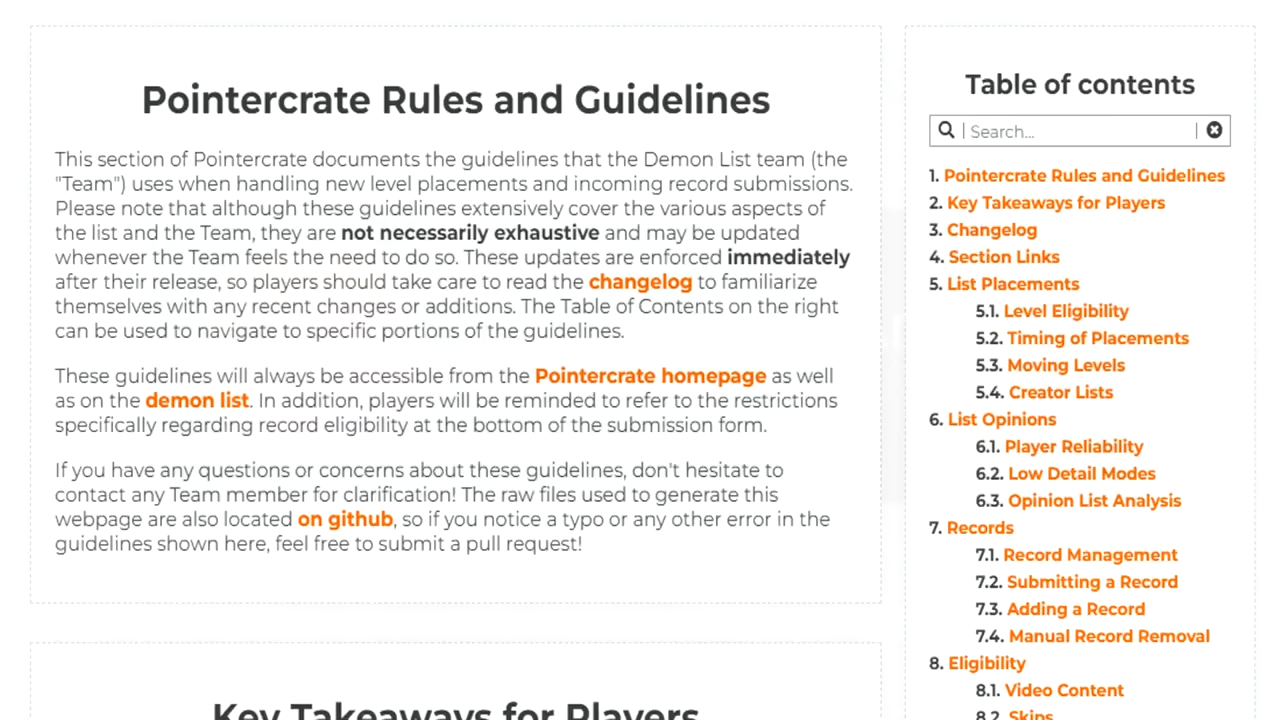 Pointercrate Rules and Guidelines
This section of Pointercrate documents the guidelines that the Demon List team (the
"Team") uses when handling new level placements and incoming record submissions.
Please note that although these guidelines extensively cover the various aspects of
the list and the Team, they are not necessarily exhaustive and may be updated
whenever the Team feels the need to do so. These updates are enforced immediately
after their release, so players should take care to read the changelog to familiarize
themselves with any recent changes or additions. The Table of Contents on the right
can be used to navigate to specific portions of the guidelines.
These guidelines will always be accessible from the Pointercrate homepage as well
as on the demon list. In addition, players will be reminded to refer to the restrictions
specifically regarding record eligibility at the bottom of the submission form.
If you have any questions or concerns about these guidelines, don't hesitate to
contact any Team member for clarification! The raw files used to generate this
webpage are also located on github, so if you notice a typo or any other error in the
guidelines shown here, feel free to submit a pull request!
Key Takeaways for Players
Table of contents
Search...
1. Pointercrate Rules and Guidelines
2. Key Takeaways for Players
3. Changelog
4. Section Links
5. List Placements
5.1. Level Eligibility
5.2. Timing of Placements
5.3. Moving Levels
5.4. Creator Lists
6. List Opinions
6.1. Player Reliability
6.2. Low Detail Modes
6.3. Opinion List Analysis
7. Records
7.1. Record Management
7.2. Submitting a Record
7.3. Adding a Record
7.4. Manual Record Removal
8. Eligibility
8.1. Video Content
8.2. Skips